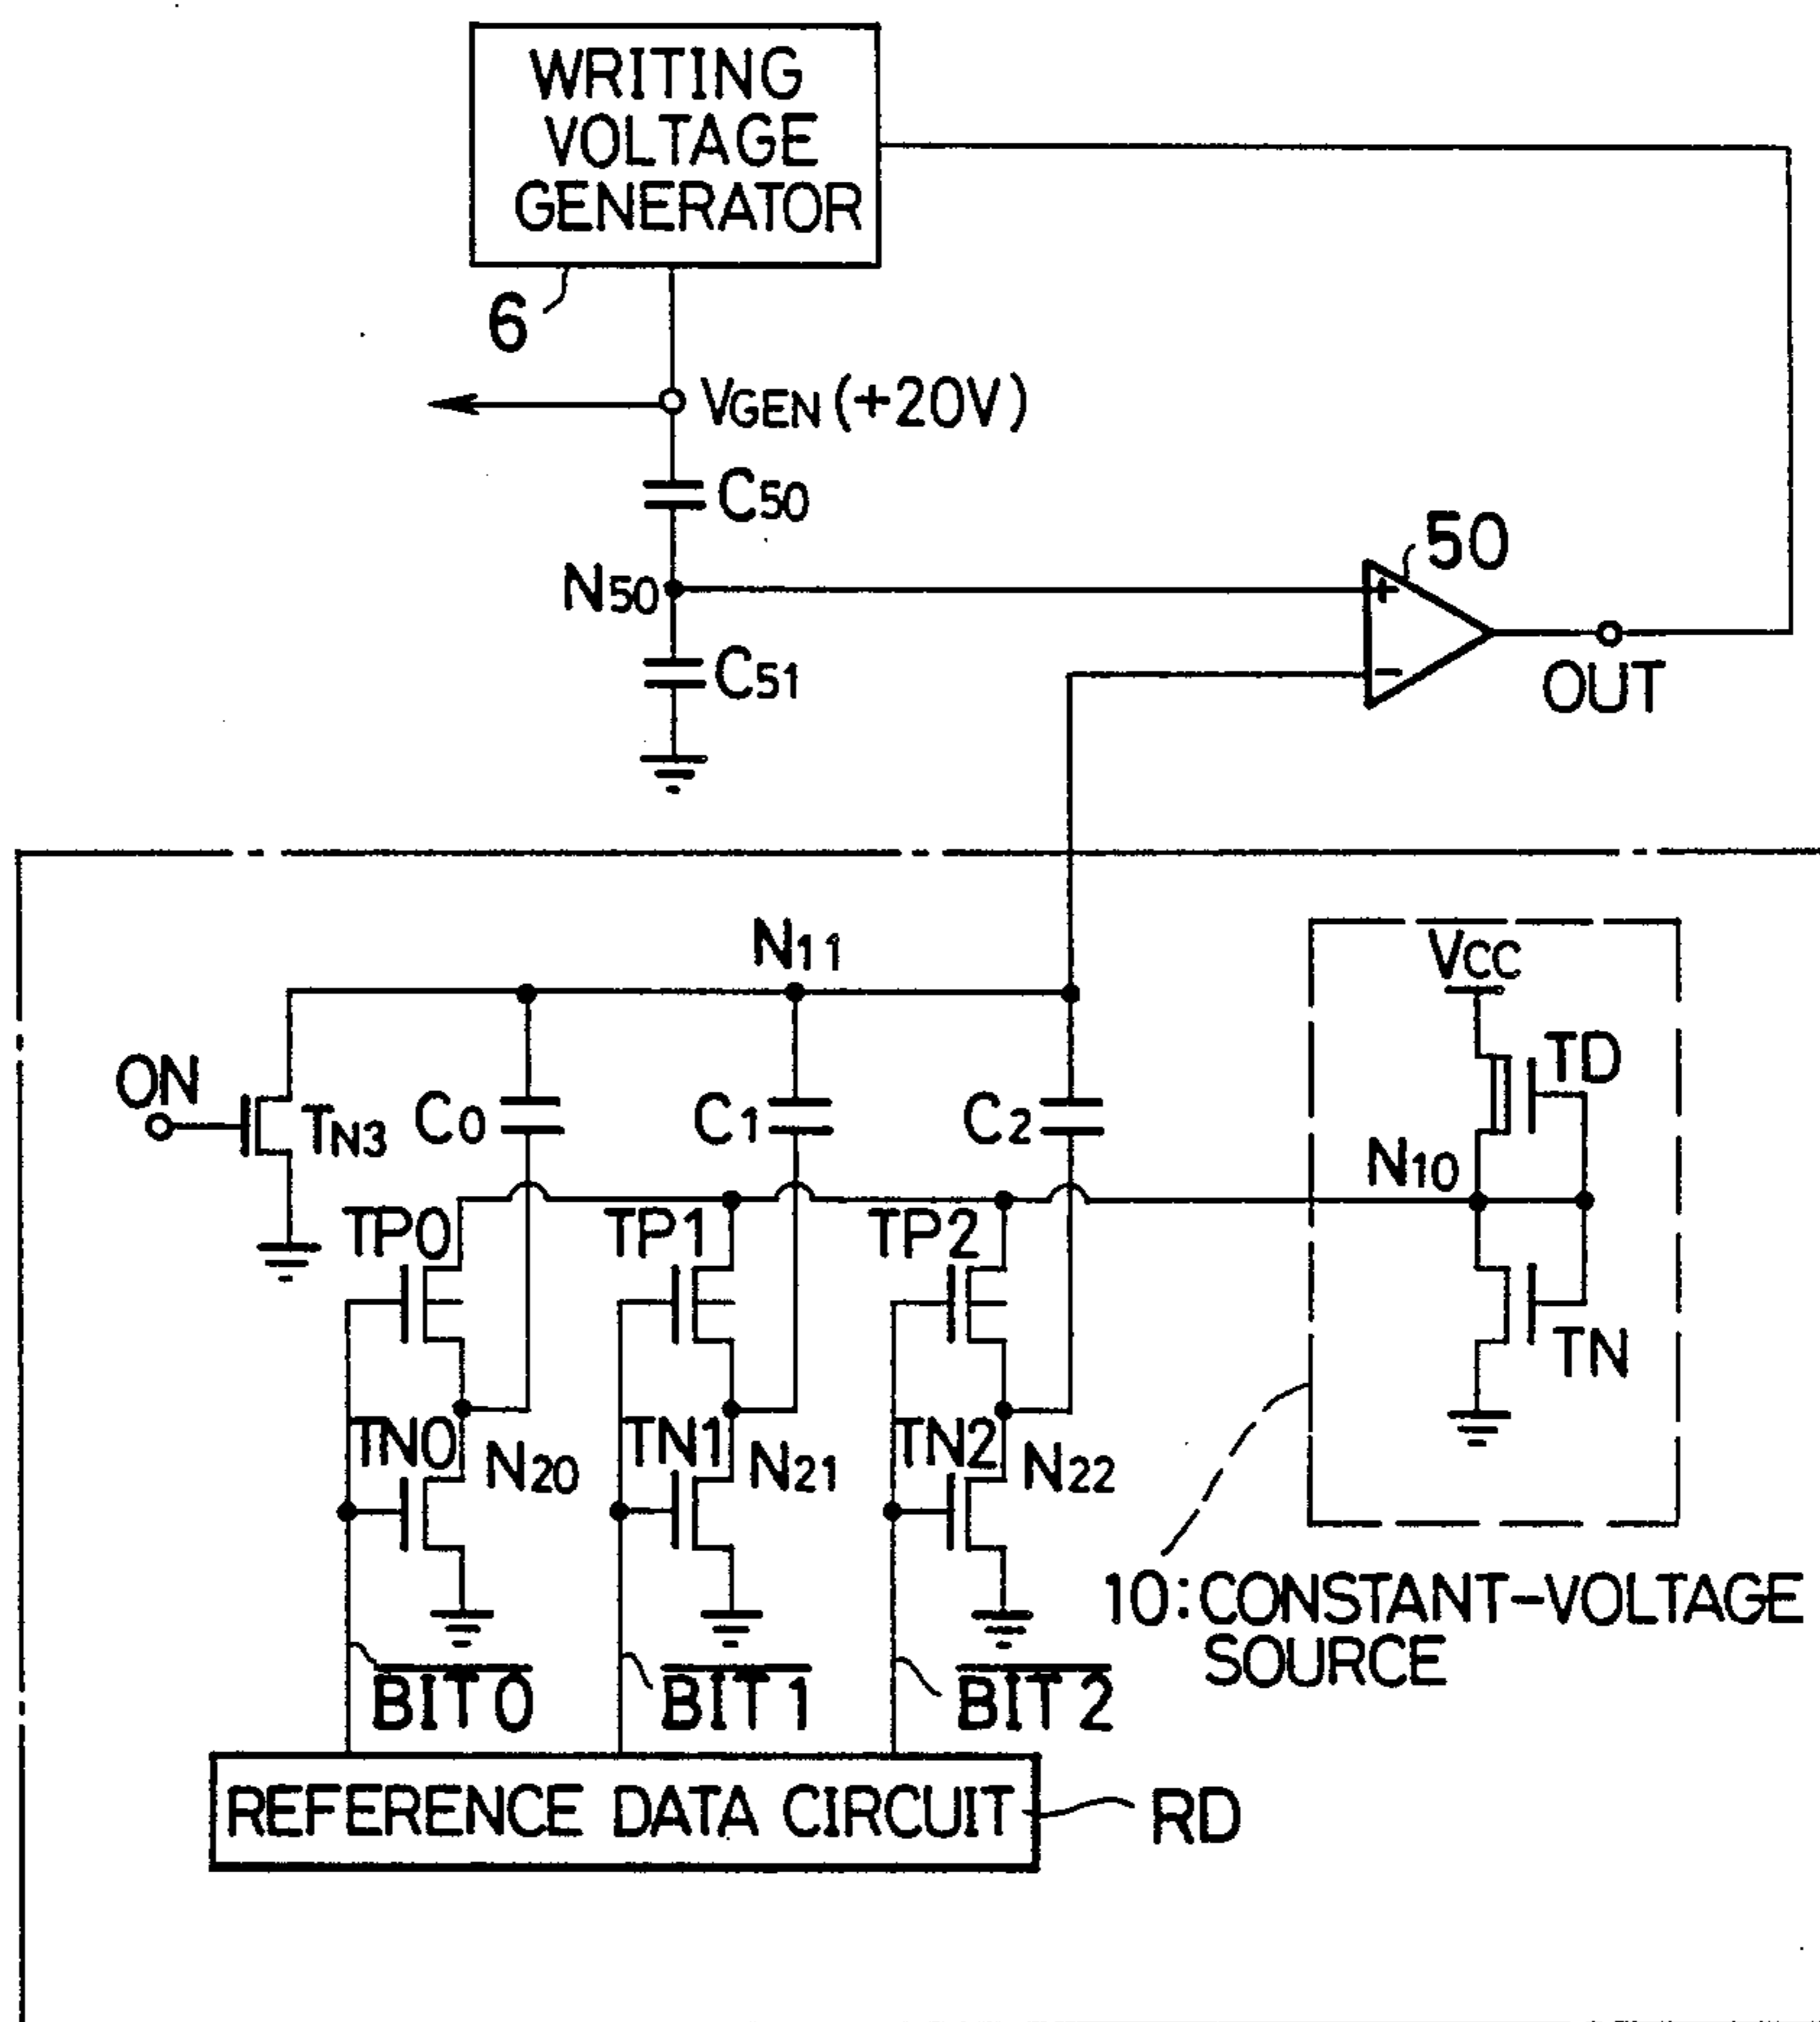 WRITING
VOLTAGE
GENERATOR
6
VGEN (+20V)
C50
50
N50
+
C51
-
OUT
N11
VCC
TD
ON
TN3
C0
C1
C2
N10
TP0
TP1
TP2
TN
TN0
N20
TN1
N21
TN2
N22
10: CONSTANT-VOLTAGE
SOURCE
BIT0
BIT1
BIT2
REFERENCE DATA CIRCUIT
RD